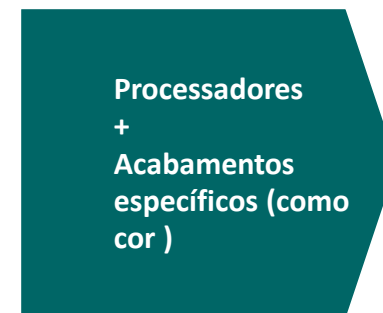 Processadores
+
Acabamentos
específicos (como
cor )